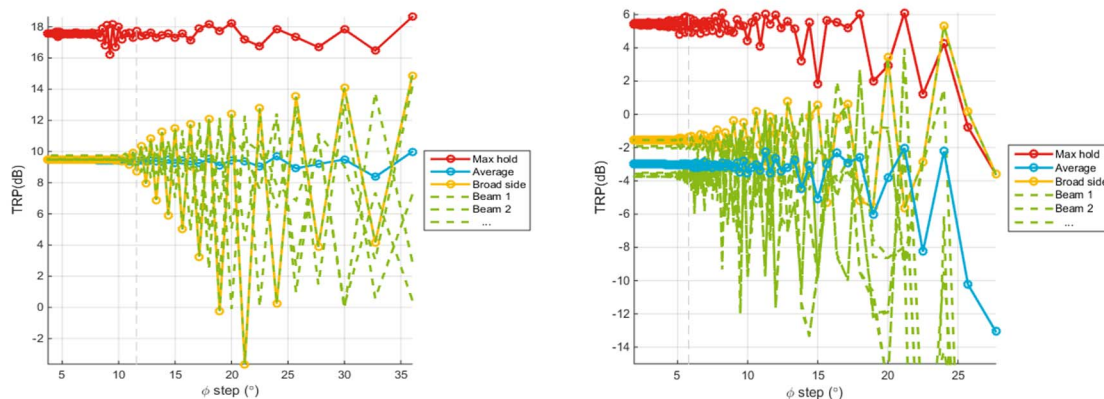 18
16
14
12
10
8
6
4
2
0
-2
TRP(dB)
5
10
15
20
25
30
35
ϕ step (°)
Max hold
Average
Broad side
Beam 1
Beam 2
...
6
4
2
-0
-2
-4
-6
-8
-10
-12
-14
TRP(dB)
5
10
15
20
25
ϕ step (°)
Max hold
Average
Broad side
Beam 1
Beam 2
...